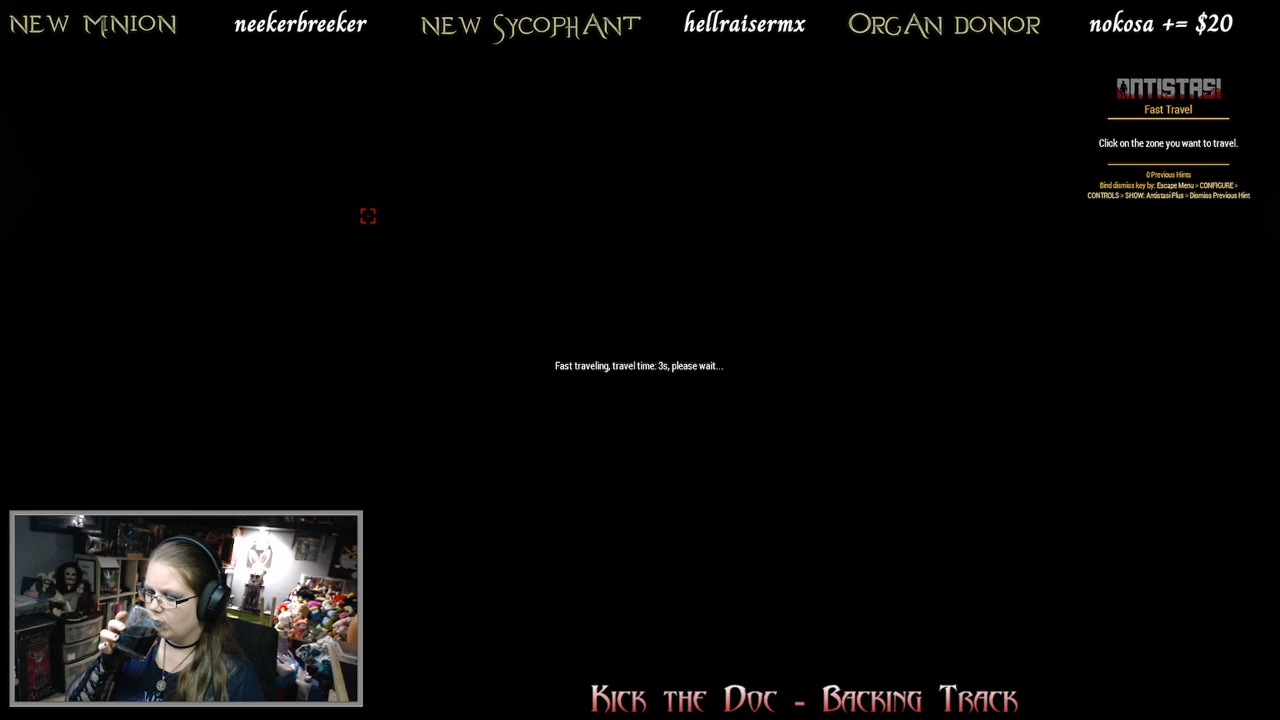 NEW MINION neekerbreeker NEW SYCOPHANT hellraisermx ORGAN DONOR nokosa += $20
ANTISTASI
Fast Travel
Click on the zone you want to travel.
0 Previous Hints
Bind dismiss key by: Escape Menu > CONFIGURE >
CONTROLS > SHOW: Antistasi Plus > Dismiss Previous Hint
Fast traveling, travel time: 3s, please wait...
KICK THE DOC - BACKING TRACK